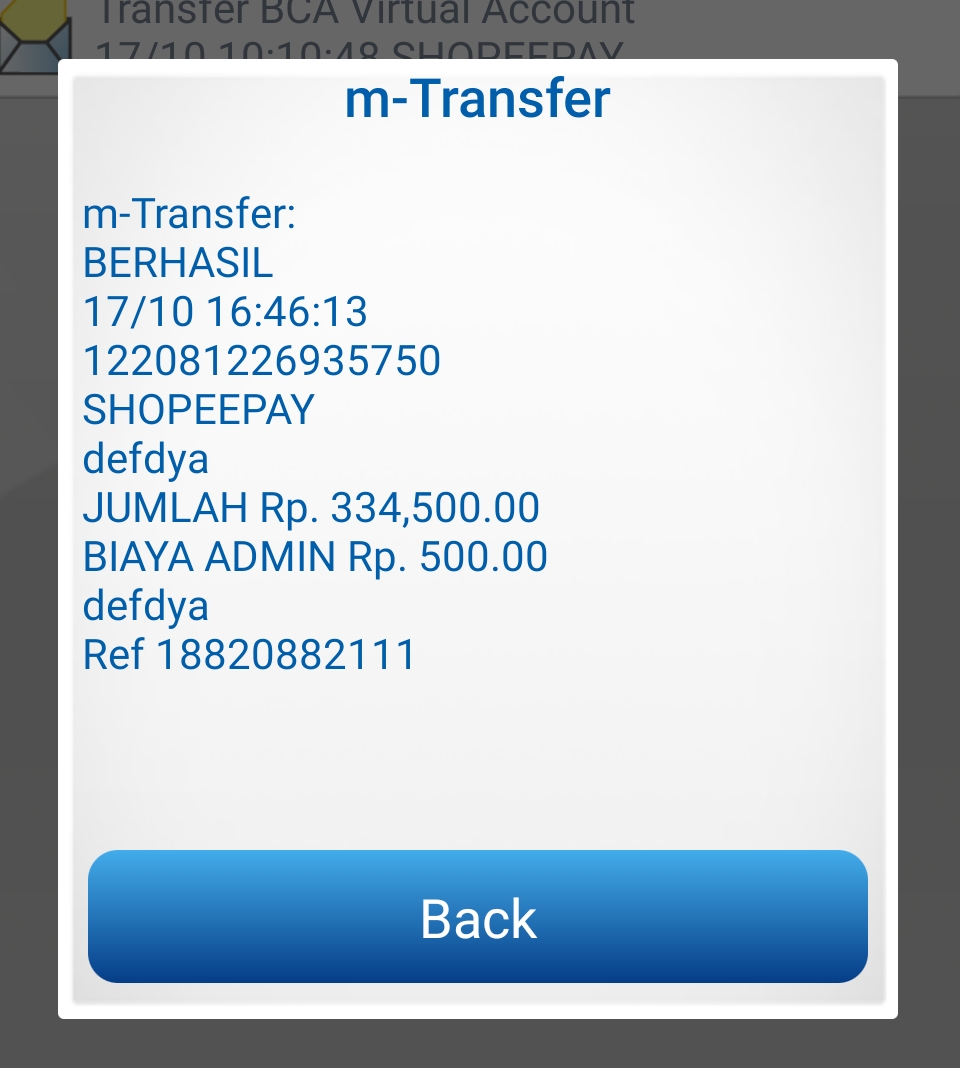 Transfer BCA Virtual Account
17/10 10:10:48 SHOPEEPAY
m-Transfer
m-Transfer:
BERHASIL
17/10 16:46:13
122081226935750
SHOPEEPAY
defdya
JUMLAH Rp. 334,500.00
BIAYA ADMIN Rp. 500.00
defdya
Ref 18820882111
Back